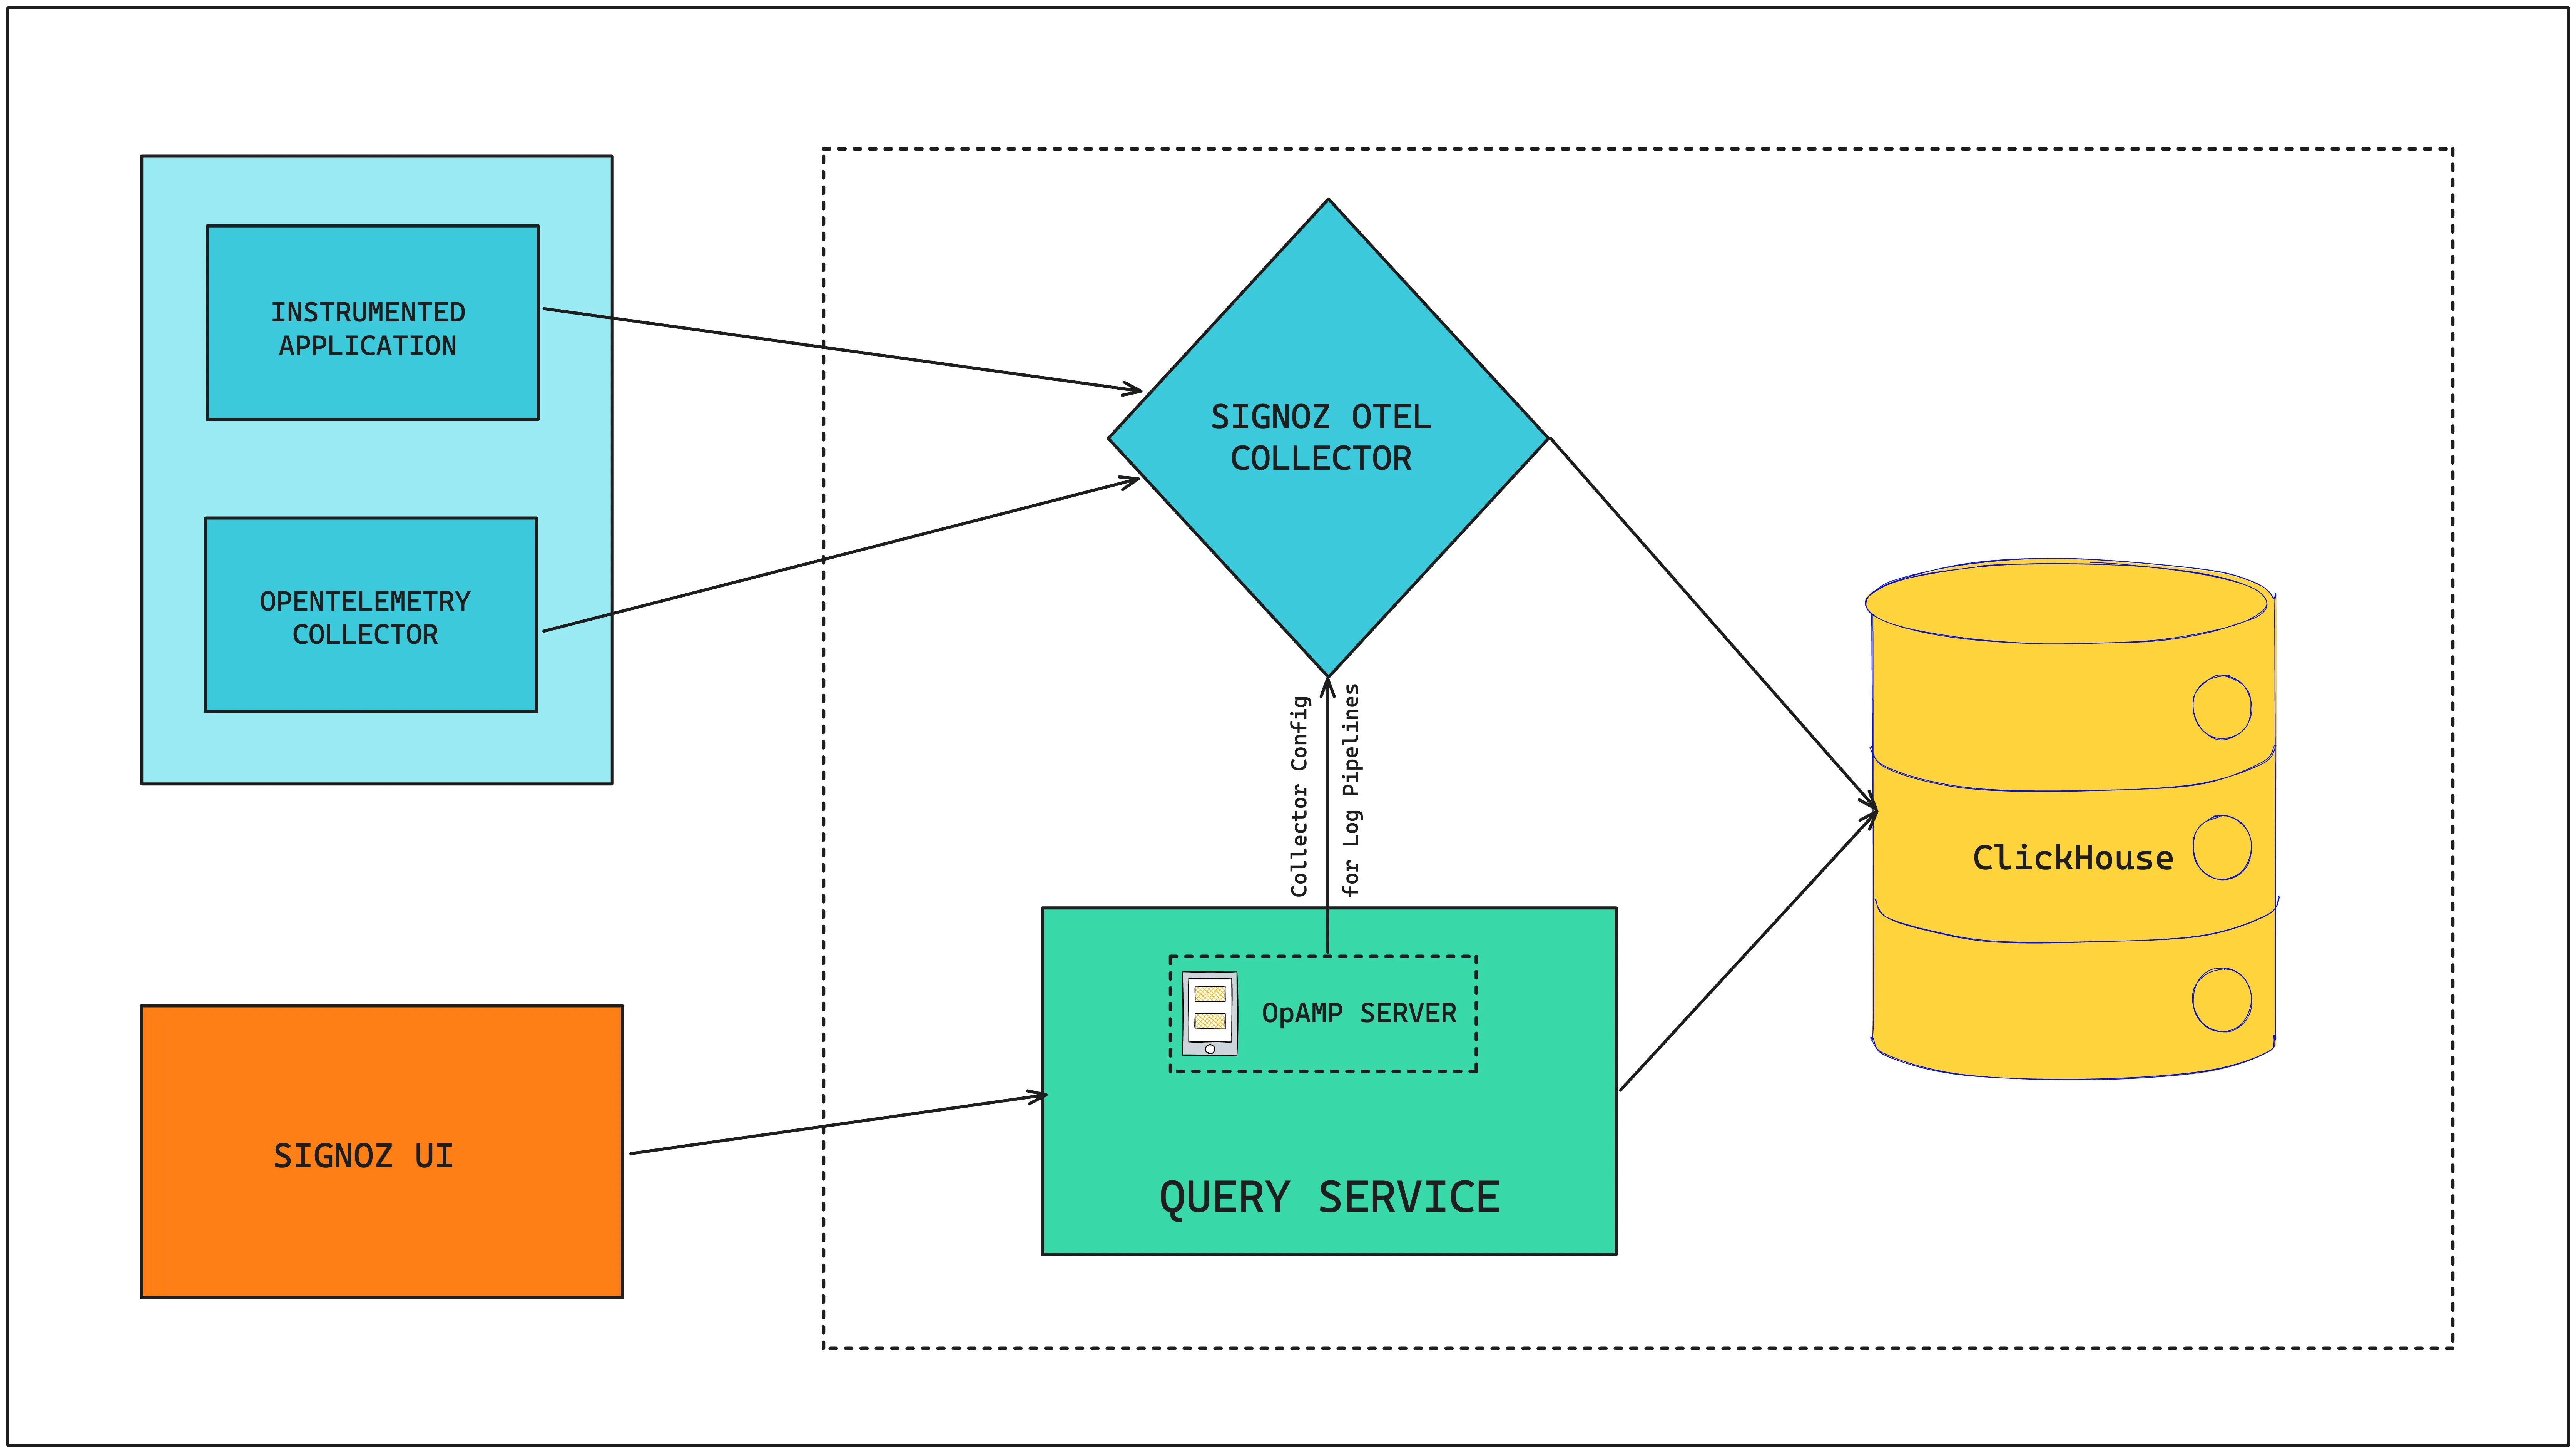 INSTRUMENTED
APPLICATION
OPENTELEMETRY
COLLECTOR
SIGNOZ UI
SIGNOZ OTEL
COLLECTOR
Collector Config
for Log Pipelines
OpAMP SERVER
QUERY SERVICE
ClickHouse